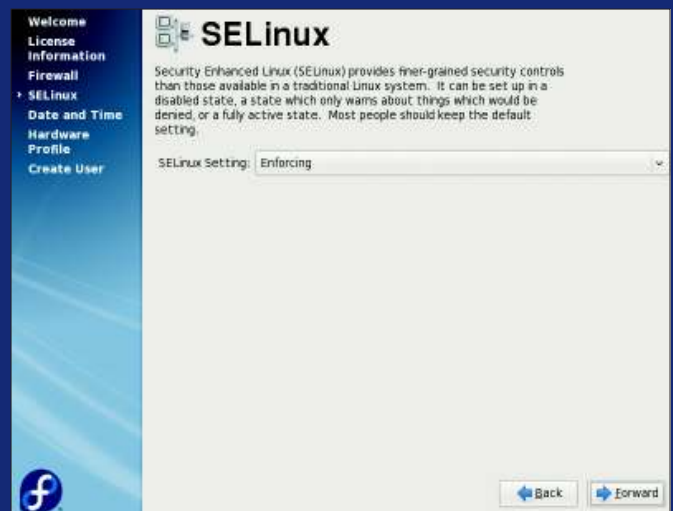 Welcome
License
Information
Firewall
SELinux
Date and Time
Hardware
Profile
Create User
SELinux
Security Enhanced Linux (SELinux) provides finer-grained security controls
than those available in a traditional Linux system. It can be set up in a
disabled state, a state which only warns about things which would be
denied, or a fully active state. Most people should keep the default
setting.
SELinux Setting: Enforcing
Back
Forward